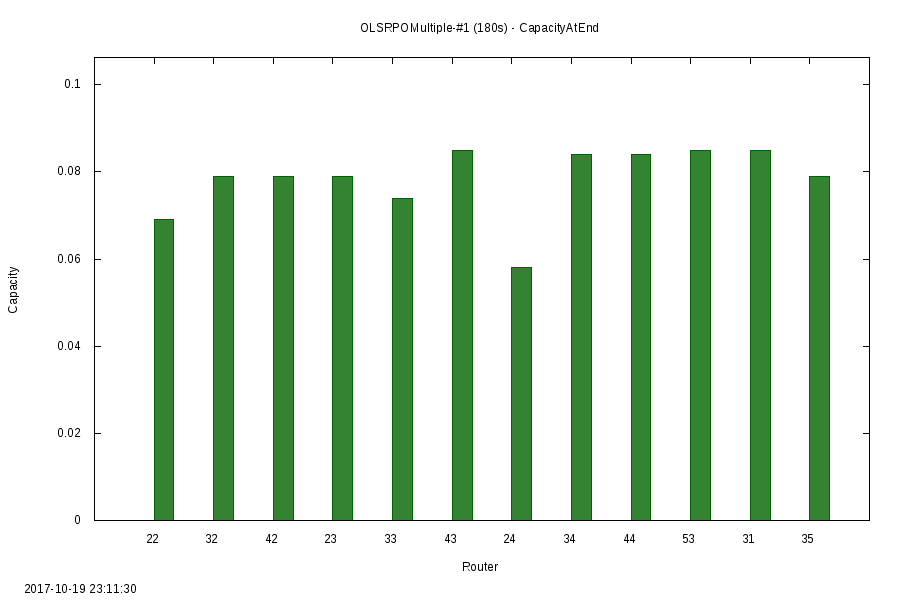 OLSRPOMultiple-#1 (180s) - CapacityAtEnd
0.1
0.08
0.06
0.04
0.02
0
Capacity
22 32 42 23 33 43 24 34 44 53 31 35
Router
2017-10-19 23:11:30